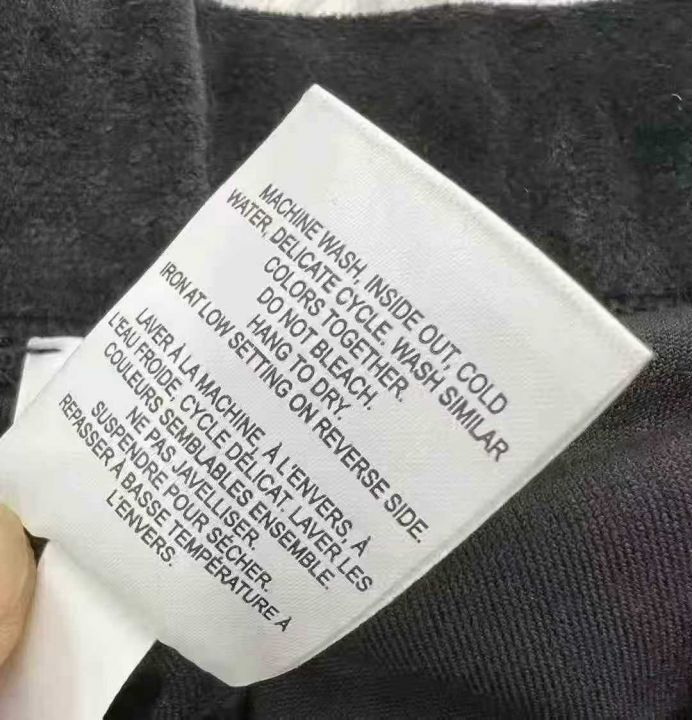 MACHINE WASH, INSIDE OUT, COLD
WATER, DELICATE CYCLE, WASH SIMILAR
COLORS TOGETHER.
DO NOT BLEACH.
HANG TO DRY.
IRON AT LOW SETTING ON REVERSE SIDE.
LAVER À LA MACHINE, À L'ENVERS, À
L'EAU FROIDE, CYCLE DÉLICAT. LAVER LES
COULEURS SEMBLABLES ENSEMBLE.
NE PAS JAVELLISER.
SUSPENDRE POUR SÉCHER.
REPASSER À BASSE TEMPÉRATURE À
L'ENVERS.